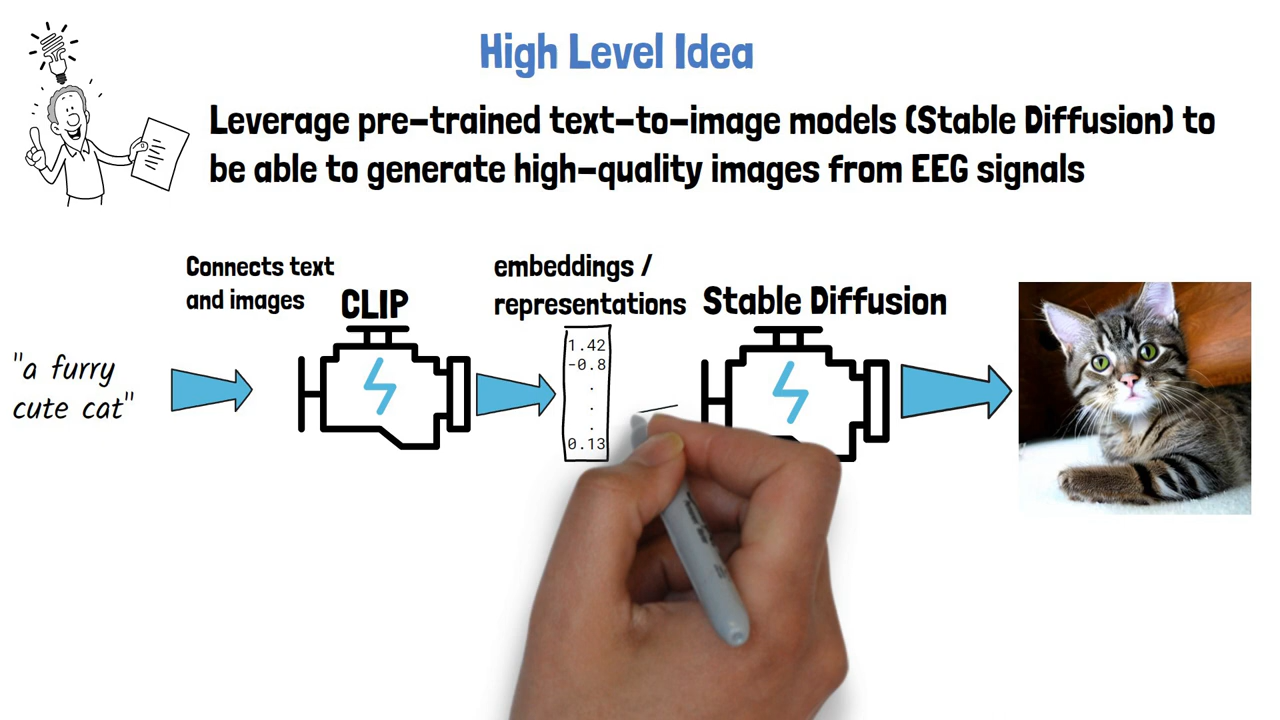 High Level Idea
Leverage pre-trained text-to-image models (Stable Diffusion) to
be able to generate high-quality images from EEG signals
Connects text
and images
CLIP
embeddings /
representations
Stable Diffusion
"a furry
cute cat"
1.42
-0.8
.
.
.
0.13